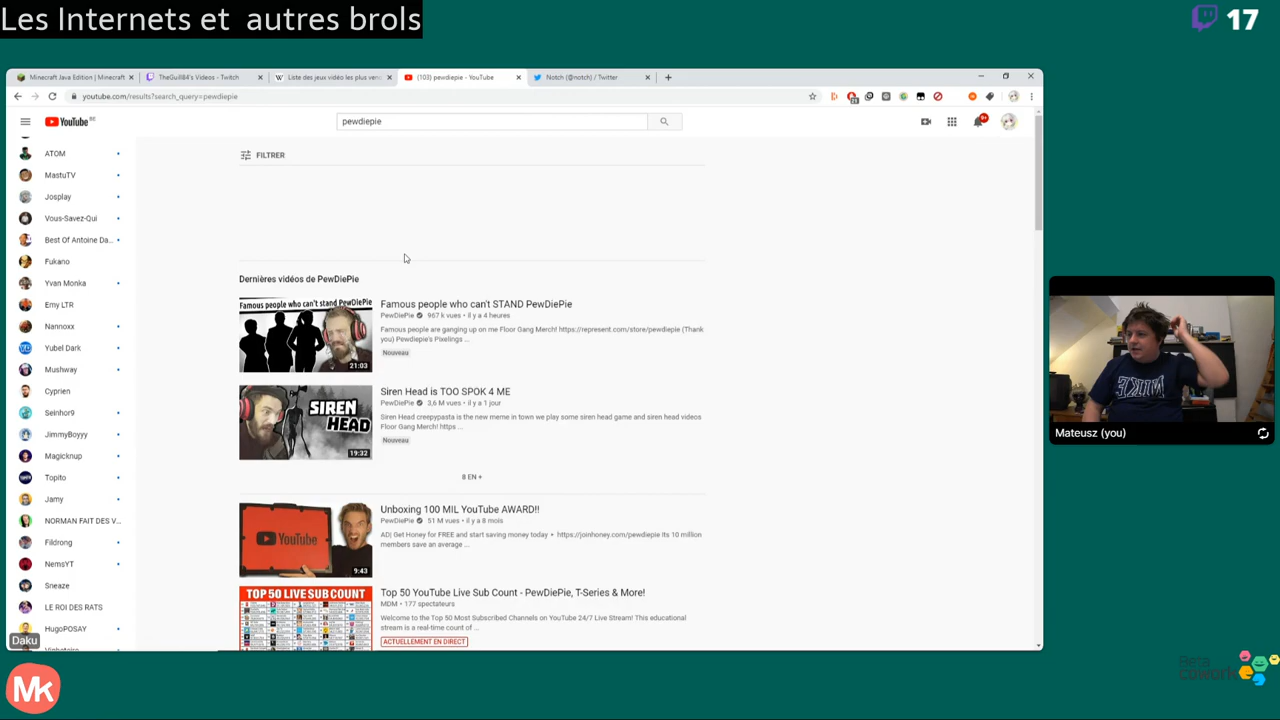 Les Internets et autres brols
17
Minecraft Java Edition | Minecraft
TheGuill84's Videos - Twitch
Liste des jeux vidéo les plus ven
(103) pewdiepie - YouTube
Notch (@notch) / Twitter
youtube.com/results?search_query=pewdiepie
YouTube BE
pewdiepie
9+
FILTRER
ATOM
MastuTV
Josplay
Vous-Savez-Qui
Best Of Antoine Da...
Fukano
Yvan Monka
Emy LTR
Nannoxx
Yubel Dark
Mushway
Cyprien
Seinhor9
JimmyBoyyy
Magicknup
Topito
Jamy
NORMAN FAIT DES V...
Fildrong
NemsYT
Sneaze
LE ROI DES RATS
HugoPOSAY
Daku
Dernières vidéos de PewDiePie
Famous people who can't stand PewDiePie
21:03
Famous people who can't STAND PewDiePie
PewDiePie 967 k vues • il y a 4 heures
Famous people are ganging up on me Floor Gang Merch! https://represent.com/store/pewdiepie (Thank
you) Pewdiepie's Pixelings ...
Nouveau
SIREN HEAD
19:32
Siren Head is TOO SPOK 4 ME
PewDiePie 3,6 M vues • il y a 1 jour
Siren Head creepypasta is the new meme in town we play some siren head game and siren head videos
Floor Gang Merch! https ...
Nouveau
8 EN +
YouTube
9:43
Unboxing 100 MIL YouTube AWARD!!
PewDiePie 51 M vues • il y a 8 mois
AD| Get Honey for FREE and start saving money today ➤ https://joinhoney.com/pewdiepie Its 10 million
members save an average ...
TOP 50 LIVE SUB COUNT
Top 50 YouTube Live Sub Count - PewDiePie, T-Series & More!
MDM • 177 spectateurs
Welcome to the Top 50 Most Subscribed Channels on YouTube 24/7 Live Stream! This educational
stream is a real-time count of ...
ACTUELLEMENT EN DIRECT
MIKE
Mateusz (you)
Mk
Beta
cowork